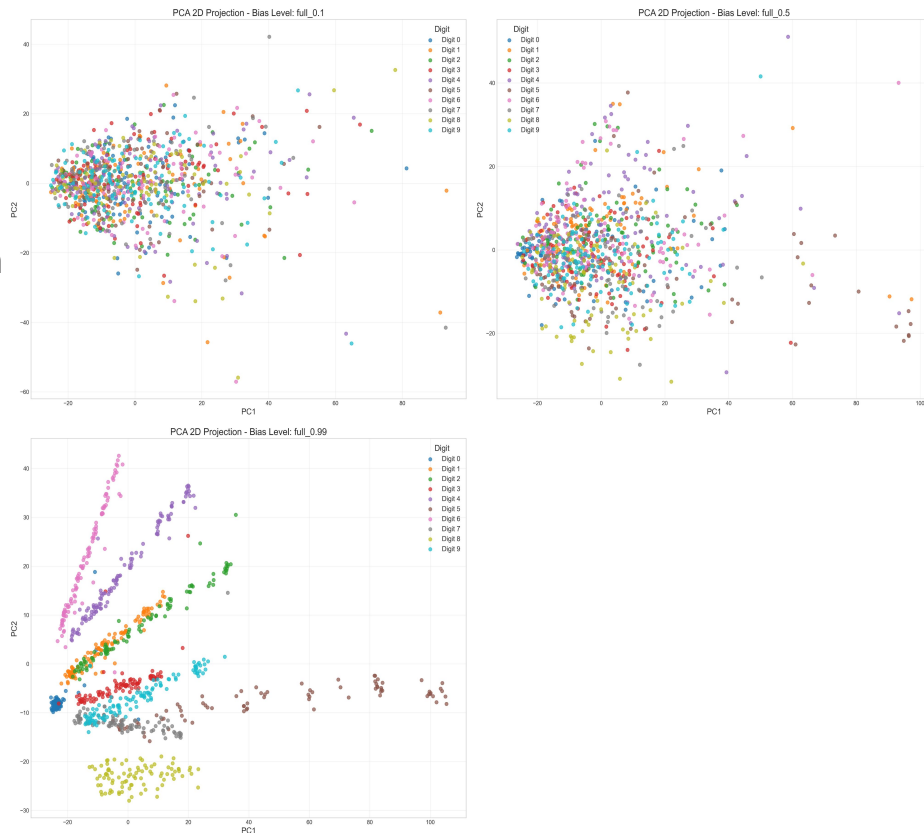 PCA 2D Projection - Bias Level: full_0.1
Digit
Digit 0
Digit 1
Digit 2
Digit 3
Digit 4
Digit 5
Digit 6
Digit 7
Digit 8
Digit 9
40
20
0
−20
−40
−60
PC2
−20
0
20
40
60
80
PC1
PCA 2D Projection - Bias Level: full_0.5
Digit
Digit 0
Digit 1
Digit 2
Digit 3
Digit 4
Digit 5
Digit 6
Digit 7
Digit 8
Digit 9
40
20
0
−20
PC2
−20
0
20
40
60
80
100
PC1
PCA 2D Projection - Bias Level: full_0.99
Digit
Digit 0
Digit 1
Digit 2
Digit 3
Digit 4
Digit 5
Digit 6
Digit 7
Digit 8
Digit 9
40
30
20
10
0
−10
−20
−30
PC2
−20
0
20
40
60
80
100
PC1